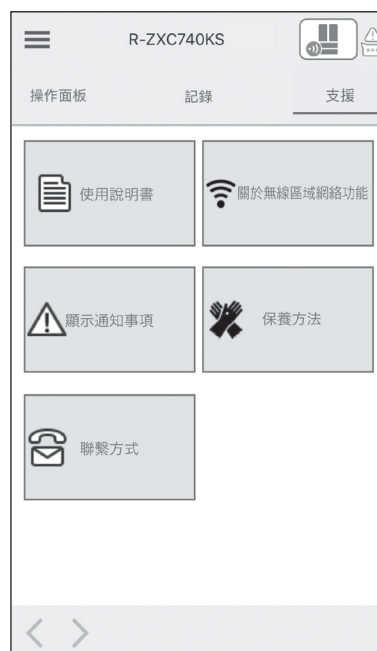 R-ZXC740KS
操作面板
記錄
支援
使用說明書
關於無線區域網絡功能
顯示通知事項
保養方法
聯繫方式